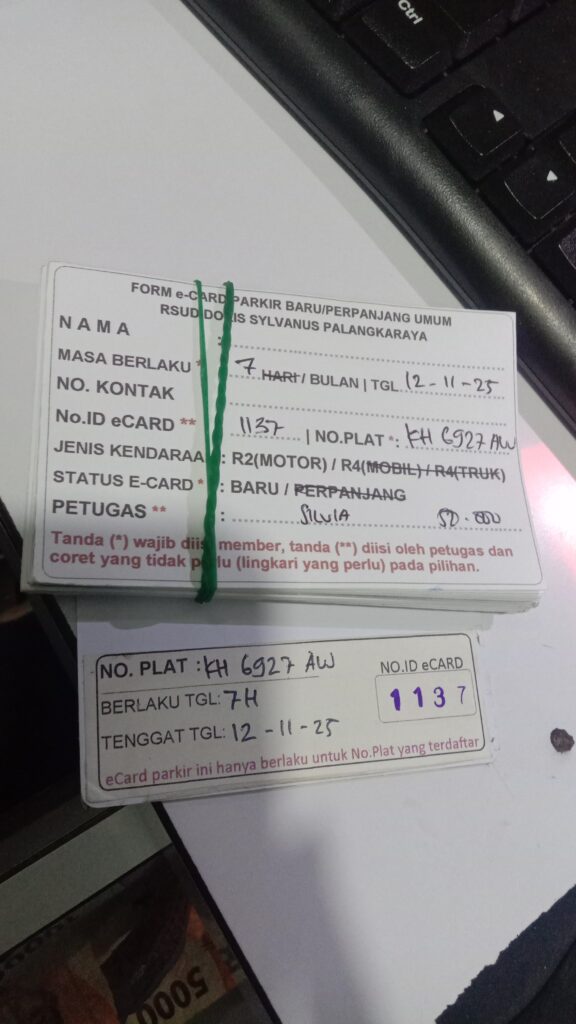 Ctrl
FORM e-CARD PARKIR BARU/PERPANJANG UMUM
RSUD DORIS SYLVANUS PALANGKARAYA
NAMA :
MASA BERLAKU * 7 HARI / BULAN | TGL 12-11-25
NO. KONTAK
No.ID eCARD ** 1137 | NO.PLAT *: KH 6927 AW
JENIS KENDARAA : R2(MOTOR) / R4(MOBIL) / R4(TRUK)
STATUS E-CARD * : BARU / PERPANJANG
PETUGAS ** : SILVIA 50.000
Tanda (*) wajib diisi member, tanda (**) diisi oleh petugas dan
coret yang tidak perlu (lingkari yang perlu) pada pilihan.
NO. PLAT : KH 6927 AW
NO.ID eCARD
1137
BERLAKU TGL: 7H
TENGGAT TGL: 12-11-25
eCard parkir ini hanya berlaku untuk No.Plat yang terdaftar
5000